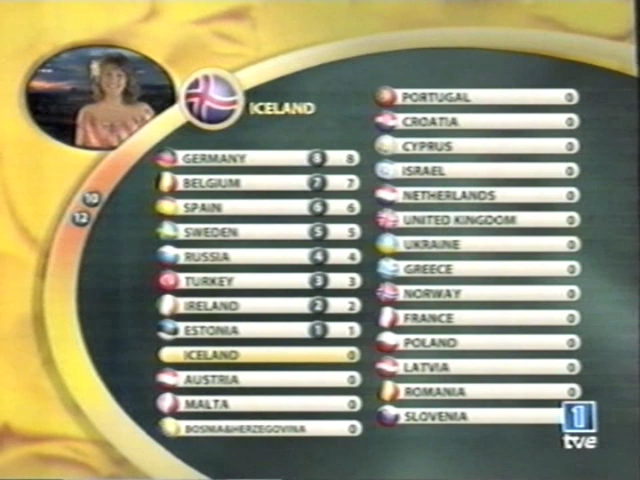 ICELAND
10
12
GERMANY 8 8
BELGIUM 7 7
SPAIN 6 6
SWEDEN 5 5
RUSSIA 4 4
TURKEY 3 3
IRELAND 2 2
ESTONIA 1 1
ICELAND 0
AUSTRIA 0
MALTA 0
BOSNIA&HERZEGOVINA 0
PORTUGAL 0
CROATIA 0
CYPRUS 0
ISRAEL 0
NETHERLANDS 0
UNITED KINGDOM 0
UKRAINE 0
GREECE 0
NORWAY 0
FRANCE 0
POLAND 0
LATVIA 0
ROMANIA 0
SLOVENIA
1
tve